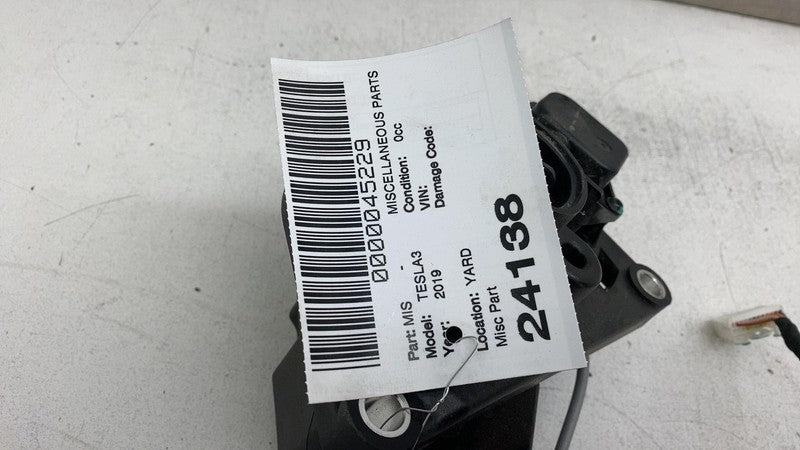 0000045229
MISCELLANEOUS PARTS
Part: MIS -
Condition: 0cc
Model: TESLA3
VIN:
Year: 2019
Damage Code:
Location: YARD
Misc Part
24138